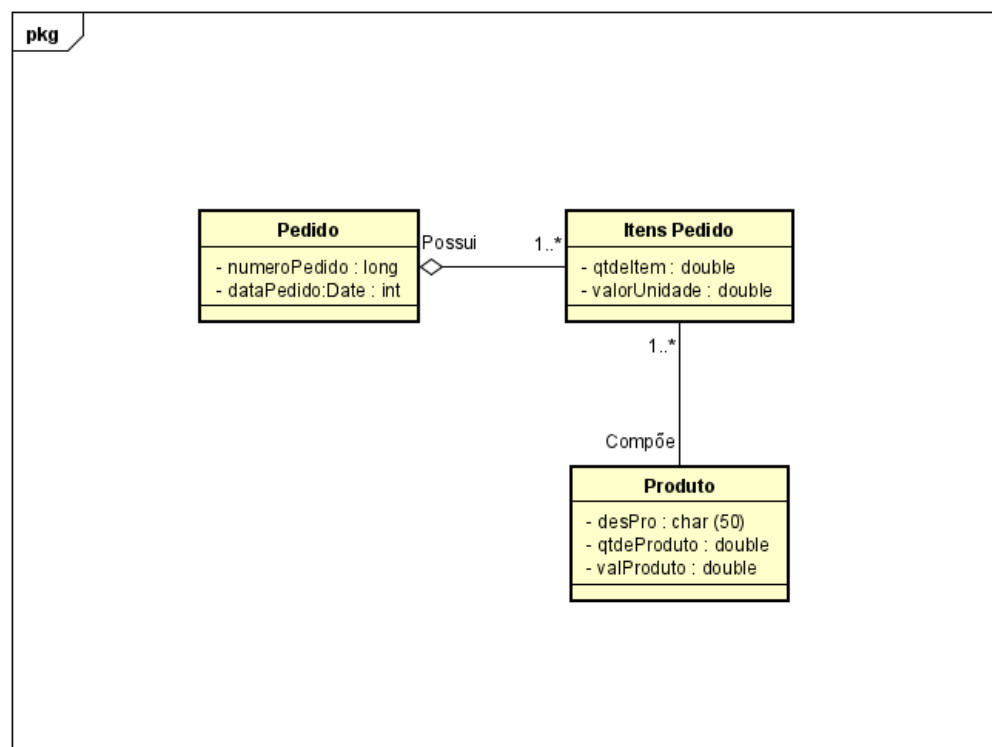 pkg
Pedido
- numeroPedido : long
- dataPedido:Date : int
Possui
1..*
Itens Pedido
- qtdeItem : double
- valorUnidade : double
1..*
Compõe
Produto
- desPro : char (50)
- qtdeProduto : double
- valProduto : double